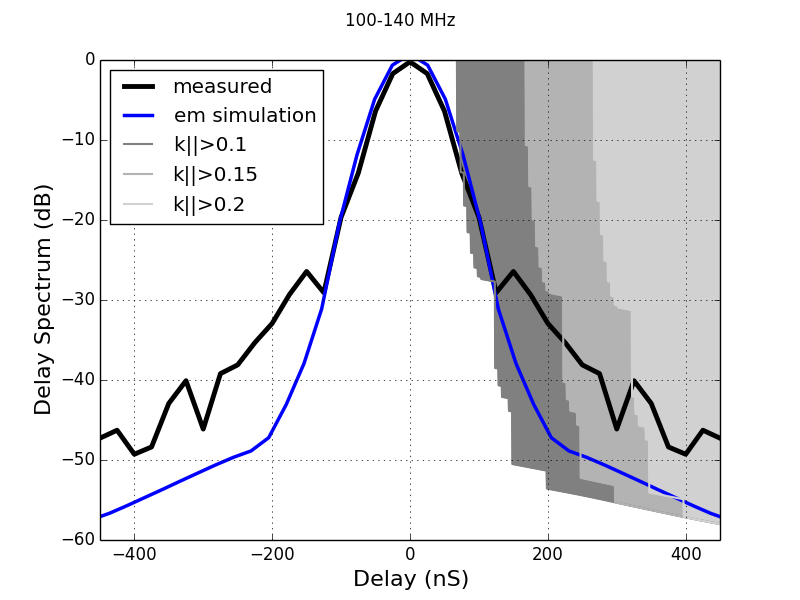 100-140 MHz
measured
em simulation
k||>0.1
k||>0.15
k||>0.2
0
−10
−20
−30
−40
−50
−60
Delay Spectrum (dB)
−400
−200
0
200
400
Delay (nS)